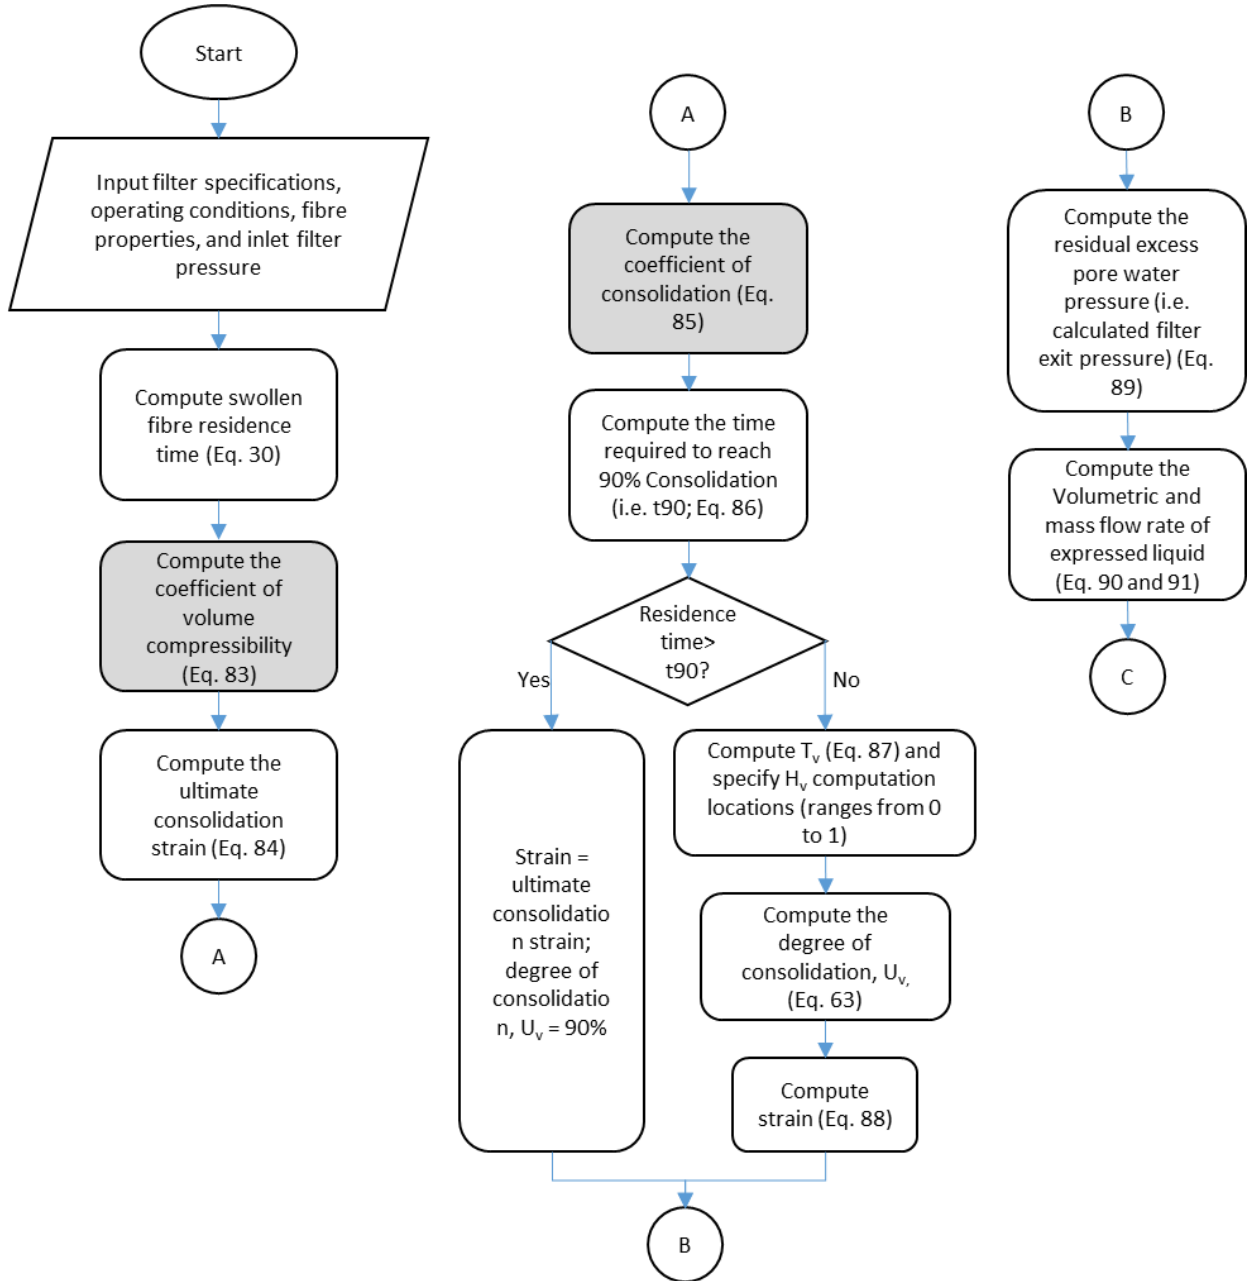 Start
Input filter specifications,
operating conditions, fibre
properties, and inlet filter
pressure
Compute swollen
fibre residence
time (Eq. 30)
Compute the
coefficient of
volume
compressibility
(Eq. 83)
Compute the
ultimate
consolidation
strain (Eq. 84)
A
A
Compute the
coefficient of
consolidation (Eq.
85)
Compute the time
required to reach
90% Consolidation
(i.e. t90; Eq. 86)
Residence
time>
t90?
Yes
No
Strain =
ultimate
consolidatio
n strain;
degree of
consolidatio
n, Uv = 90%
Compute Tv (Eq. 87) and
specify Hv computation
locations (ranges from 0
to 1)
Compute the
degree of
consolidation, Uv,
(Eq. 63)
Compute
strain (Eq. 88)
B
B
Compute the
residual excess
pore water
pressure (i.e.
calculated filter
exit pressure) (Eq.
89)
Compute the
Volumetric and
mass flow rate of
expressed liquid
(Eq. 90 and 91)
C